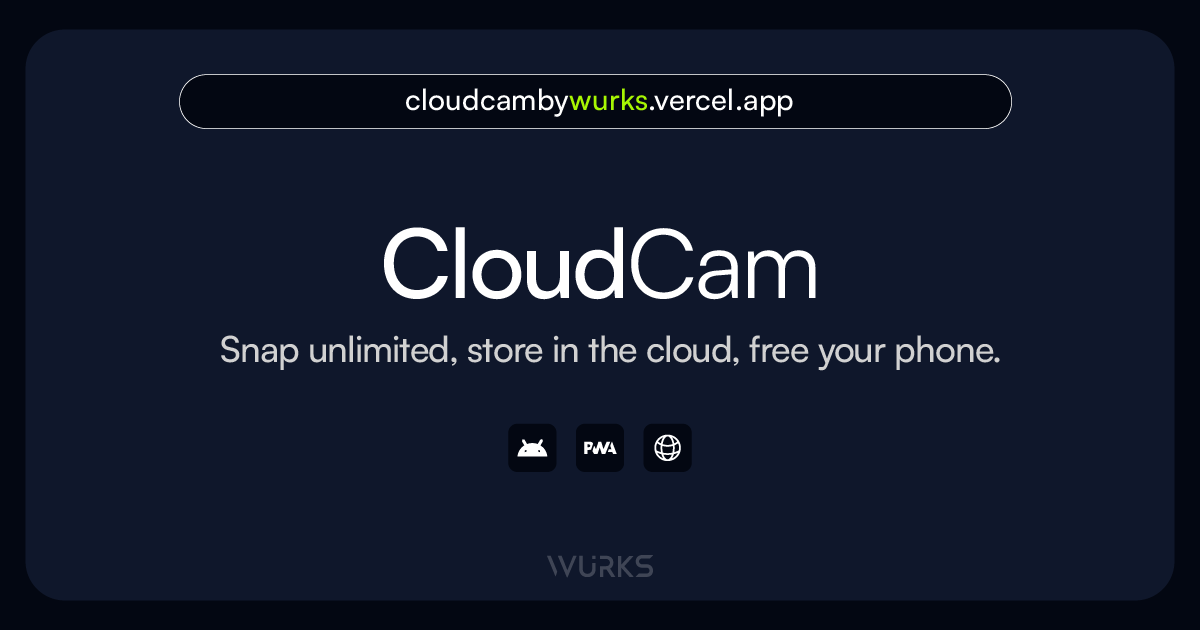 cloudcambywurks.vercel.app
CloudCam
Snap unlimited, store in the cloud, free your phone.
PWA
WURKS